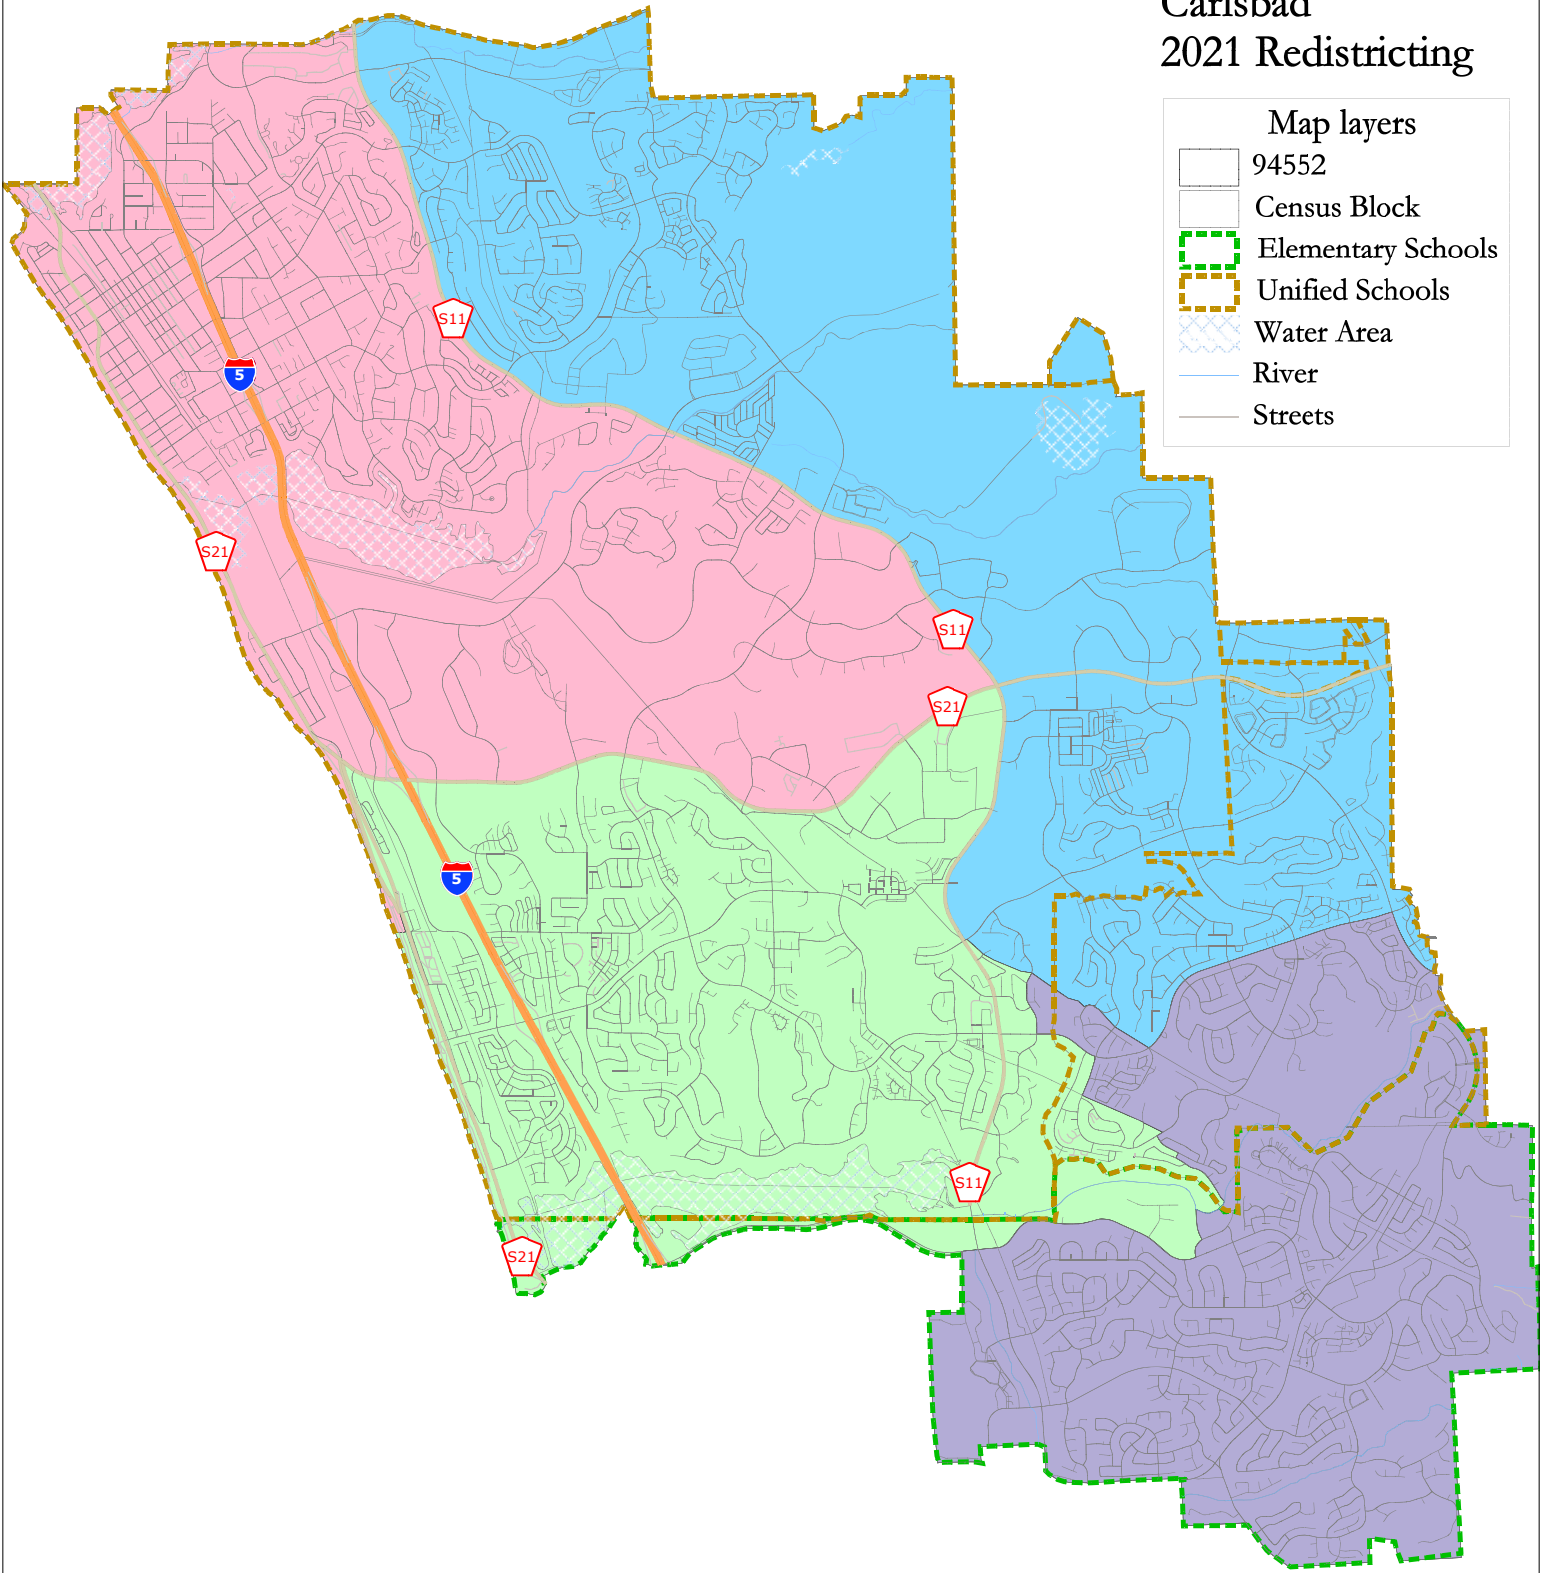 Carlsbad
2021 Redistricting
Map layers
94552
Census Block
Elementary Schools
Unified Schools
Water Area
River
Streets
S11
5
S21
S11
S21
5
S11
S21